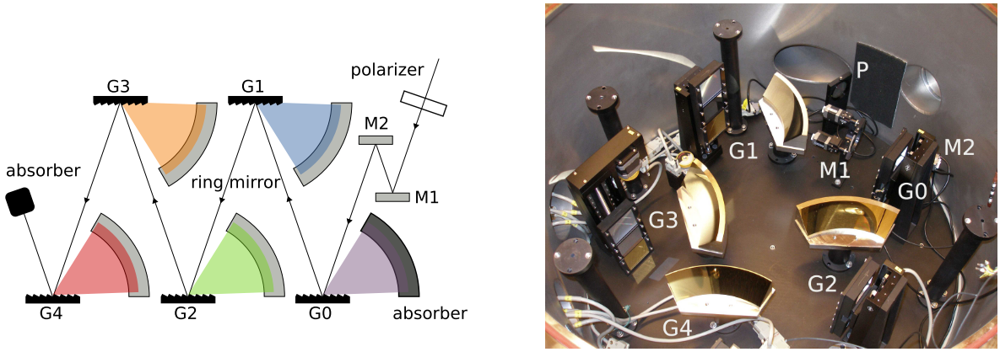 polarizer
G3
G1
M2
absorber
ring mirror
M1
G4
G2
G0
absorber
P
G1
M1
M2
G0
G3
G2
G4